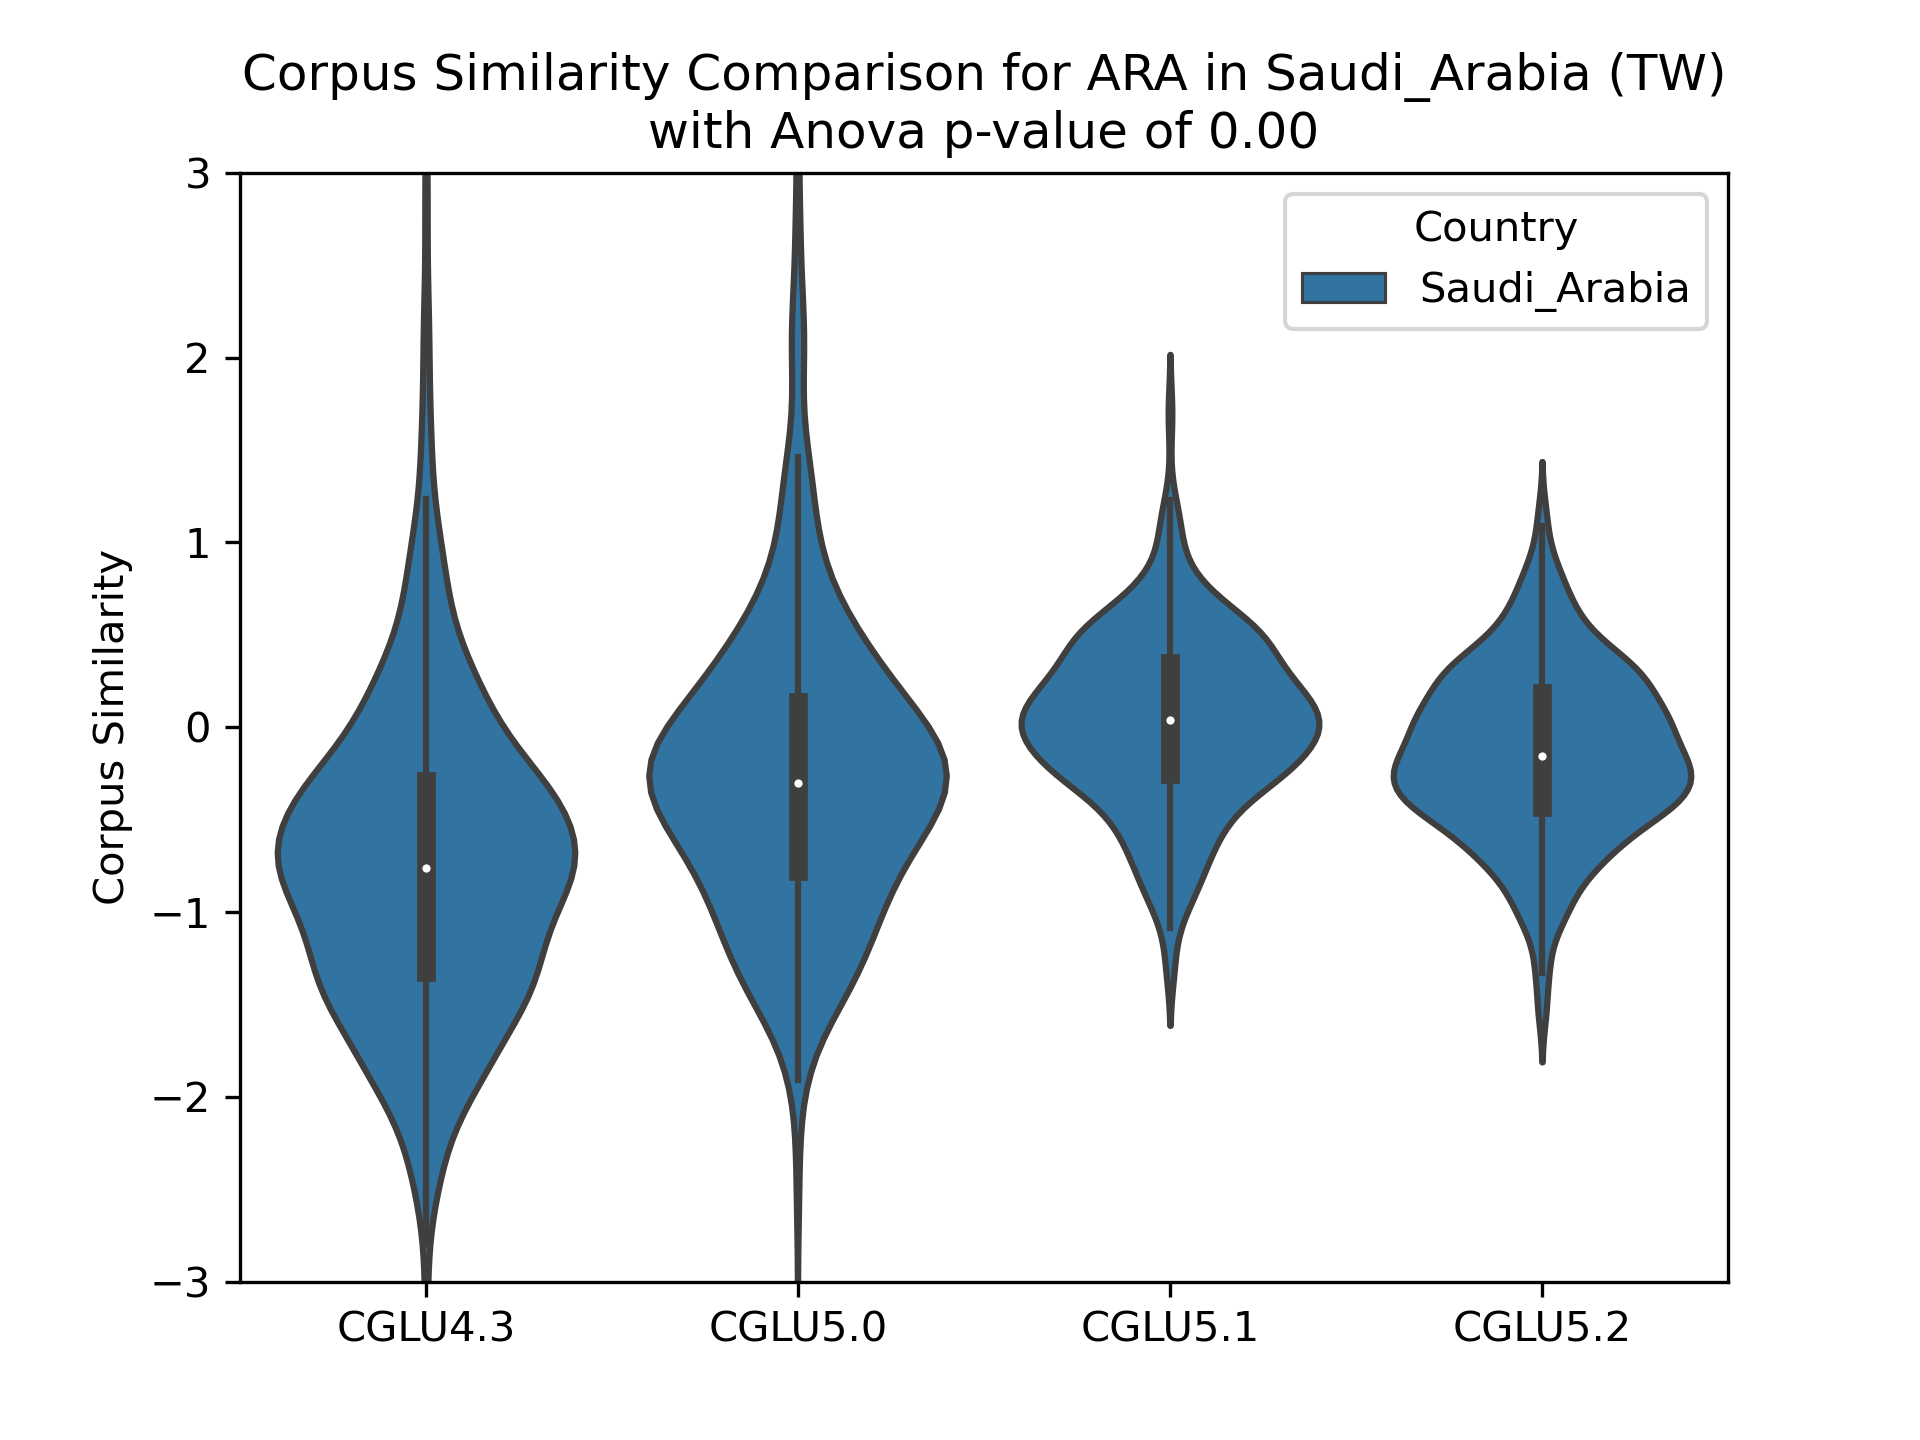 Corpus Similarity Comparison for ARA in Saudi_Arabia (TW)
with Anova p-value of 0.00
Country
Saudi_Arabia
Corpus Similarity
3
2
1
0
−1
−2
−3
CGLU4.3
CGLU5.0
CGLU5.1
CGLU5.2